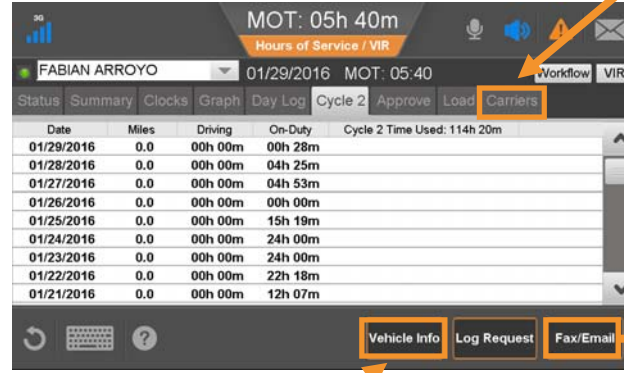 3G
MOT: 05h 40m
Hours of Service / VIR
FABIAN ARROYO 01/29/2016 MOT: 05:40 Workflow VIR
Status Summary Clocks Graph Day Log Cycle 2 Approve Load Carriers
Date Miles Driving On-Duty Cycle 2 Time Used: 114h 20m
01/29/2016 0.0 00h 00m 00h 28m
01/28/2016 0.0 00h 00m 04h 25m
01/27/2016 0.0 00h 00m 04h 53m
01/26/2016 0.0 00h 00m 00h 00m
01/25/2016 0.0 00h 00m 15h 19m
01/24/2016 0.0 00h 00m 24h 00m
01/23/2016 0.0 00h 00m 24h 00m
01/22/2016 0.0 00h 00m 22h 18m
01/21/2016 0.0 00h 00m 12h 07m
? Vehicle Info Log Request Fax/Email